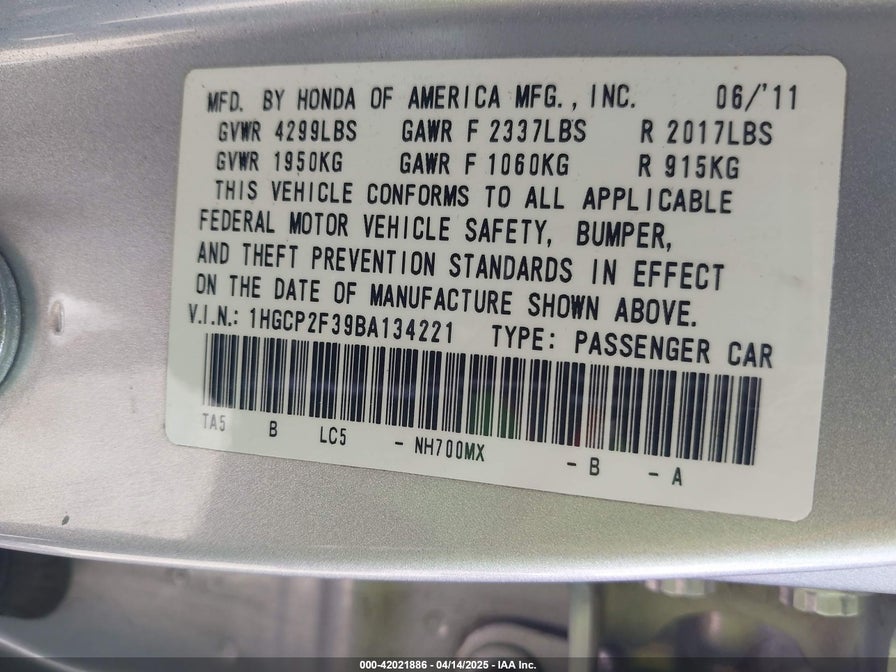 MFD. BY HONDA OF AMERICA MFG., INC. 06/'11
GVWR 4299LBS GAWR F 2337LBS R 2017LBS
GVWR 1950KG GAWR F 1060KG R 915KG
THIS VEHICLE CONFORMS TO ALL APPLICABLE
FEDERAL MOTOR VEHICLE SAFETY, BUMPER,
AND THEFT PREVENTION STANDARDS IN EFFECT
ON THE DATE OF MANUFACTURE SHOWN ABOVE.
V.I.N.: 1HGCP2F39BA134221 TYPE: PASSENGER CAR
TA5 B LC5 - NH700MX - B - A
000-42021886 - 04/14/2025 - IAA Inc.